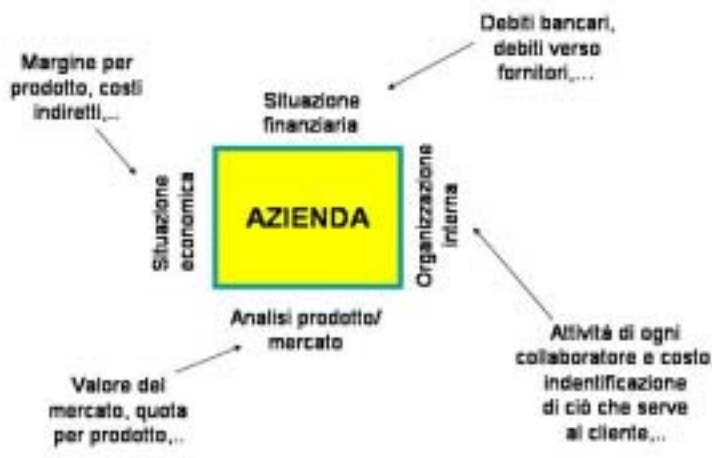 Debiti bancari,
debiti verso
fornitori,...
Margine per
prodotto, costi
indiretti,..
Situazione
finanziaria
Situazione
economica
AZIENDA
Organizzazione
interna
Analisi prodotto/
mercato
Valore del
mercato, quota
per prodotto,..
Attività di ogni
collaboratore e costo
indentificazione
di ciò che serve
al cliente,..